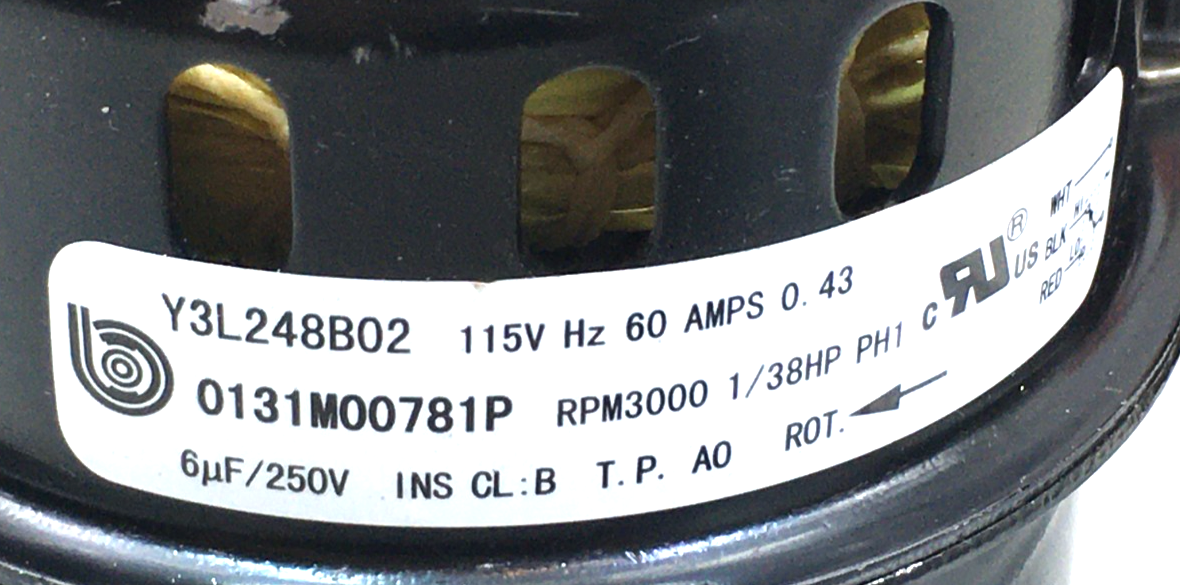 Y3L248B02 115V Hz 60 AMPS 0.43
0131M00781P RPM3000 1/38HP PH1
6µF/250V INS CL:B T.P. AO ROT.
c RU® US
WHT
BLK
RED